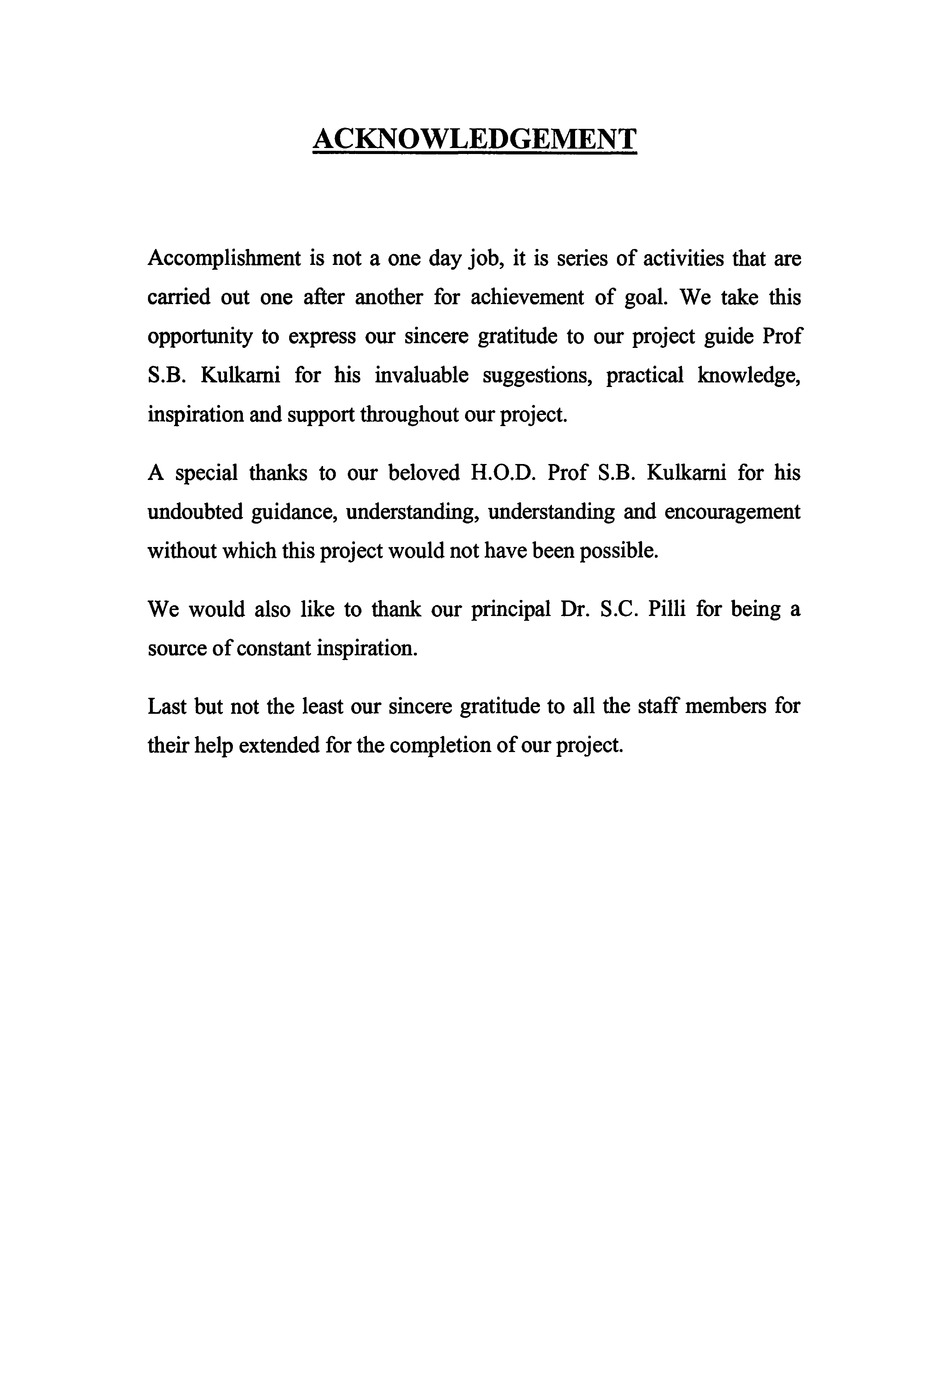 ACKNOWLEDGEMENT
Accomplishment is not a one day job, it is series of activities that are
carried out one after another for achievement of goal. We take this
opportunity to express our sincere gratitude to our project guide Prof
S.B. Kulkarni for his invaluable suggestions, practical knowledge,
inspiration and support throughout our project.
A special thanks to our beloved H.O.D. Prof S.B. Kulkarni for his
undoubted guidance, understanding, understanding and encouragement
without which this project would not have been possible.
We would also like to thank our principal Dr. S.C. Pilli for being a
source of constant inspiration.
Last but not the least our sincere gratitude to all the staff members for
their help extended for the completion of our project.